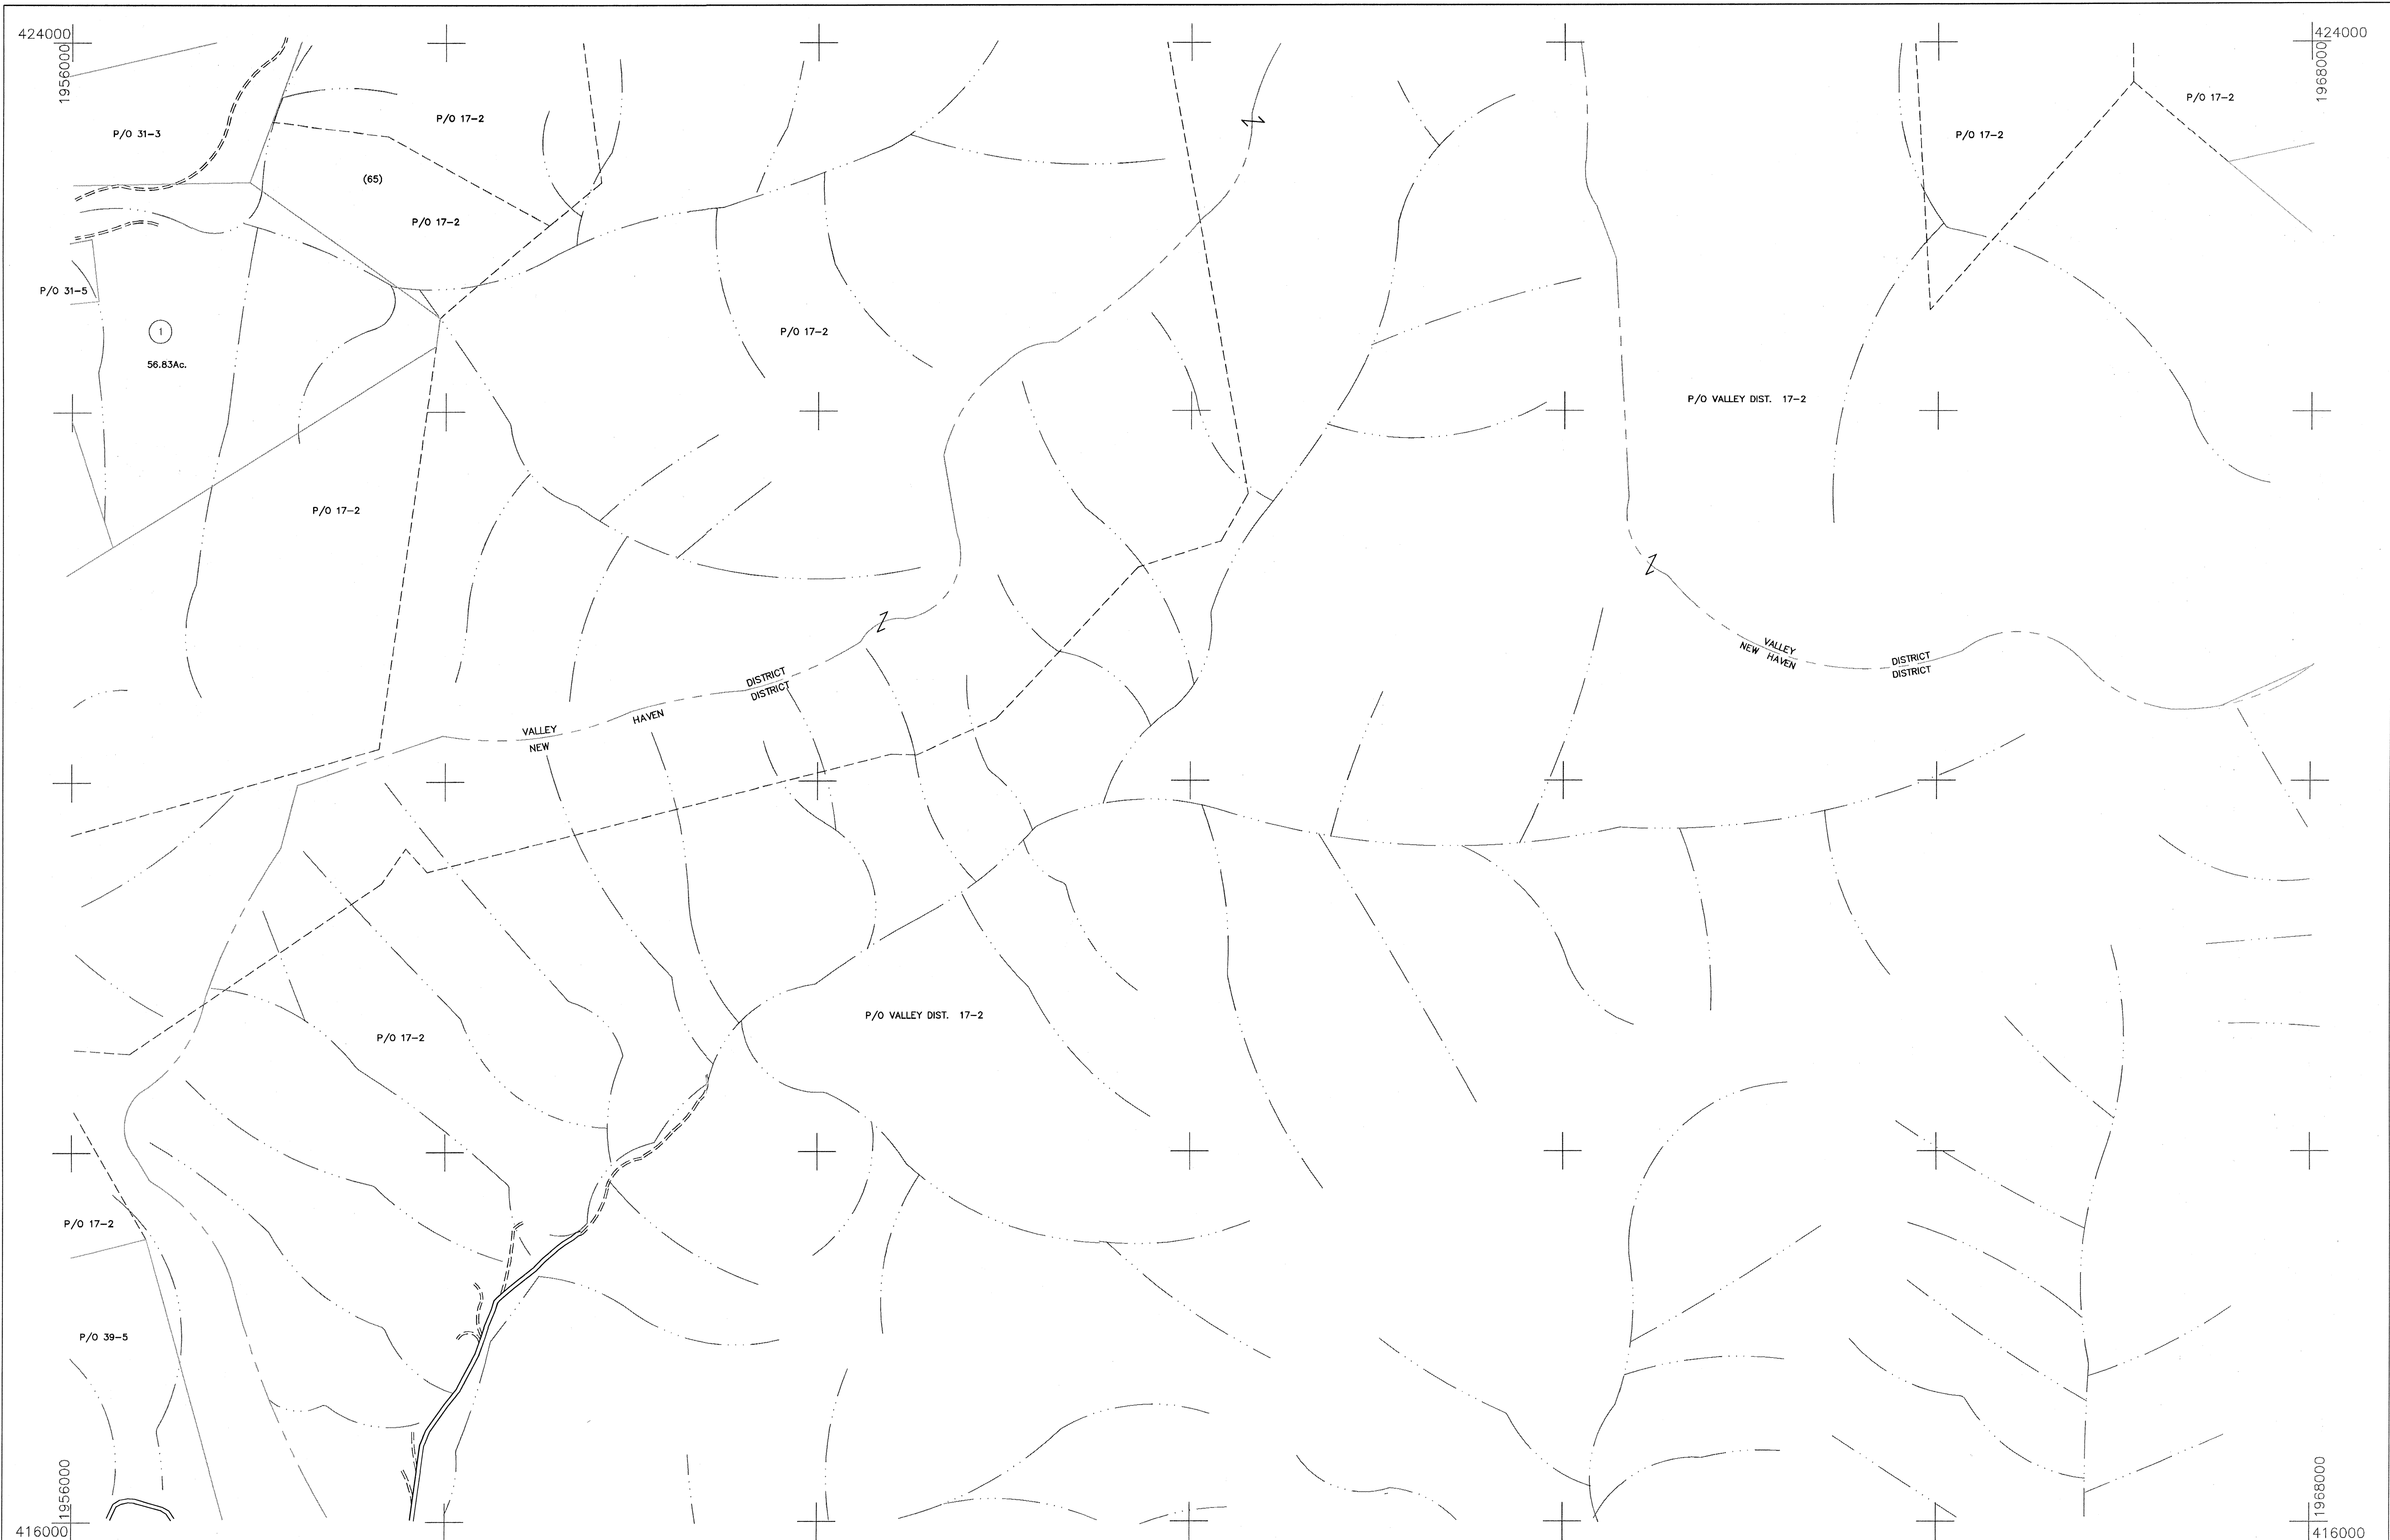 424000
1956000
424000
1968000
P/O 17-2
P/O 17-2
P/O 31-3
P/O 17-2
(65)
P/O 17-2
P/O 31-5
1
P/O 17-2
56.83Ac.
P/O VALLEY DIST. 17-2
P/O 17-2
VALLEY
NEW HAVEN
DISTRICT
DISTRICT
DISTRICT
DISTRICT
HAVEN
VALLEY
NEW
P/O VALLEY DIST. 17-2
P/O 17-2
P/O 17-2
P/O 39-5
1956000
416000
1968000
416000